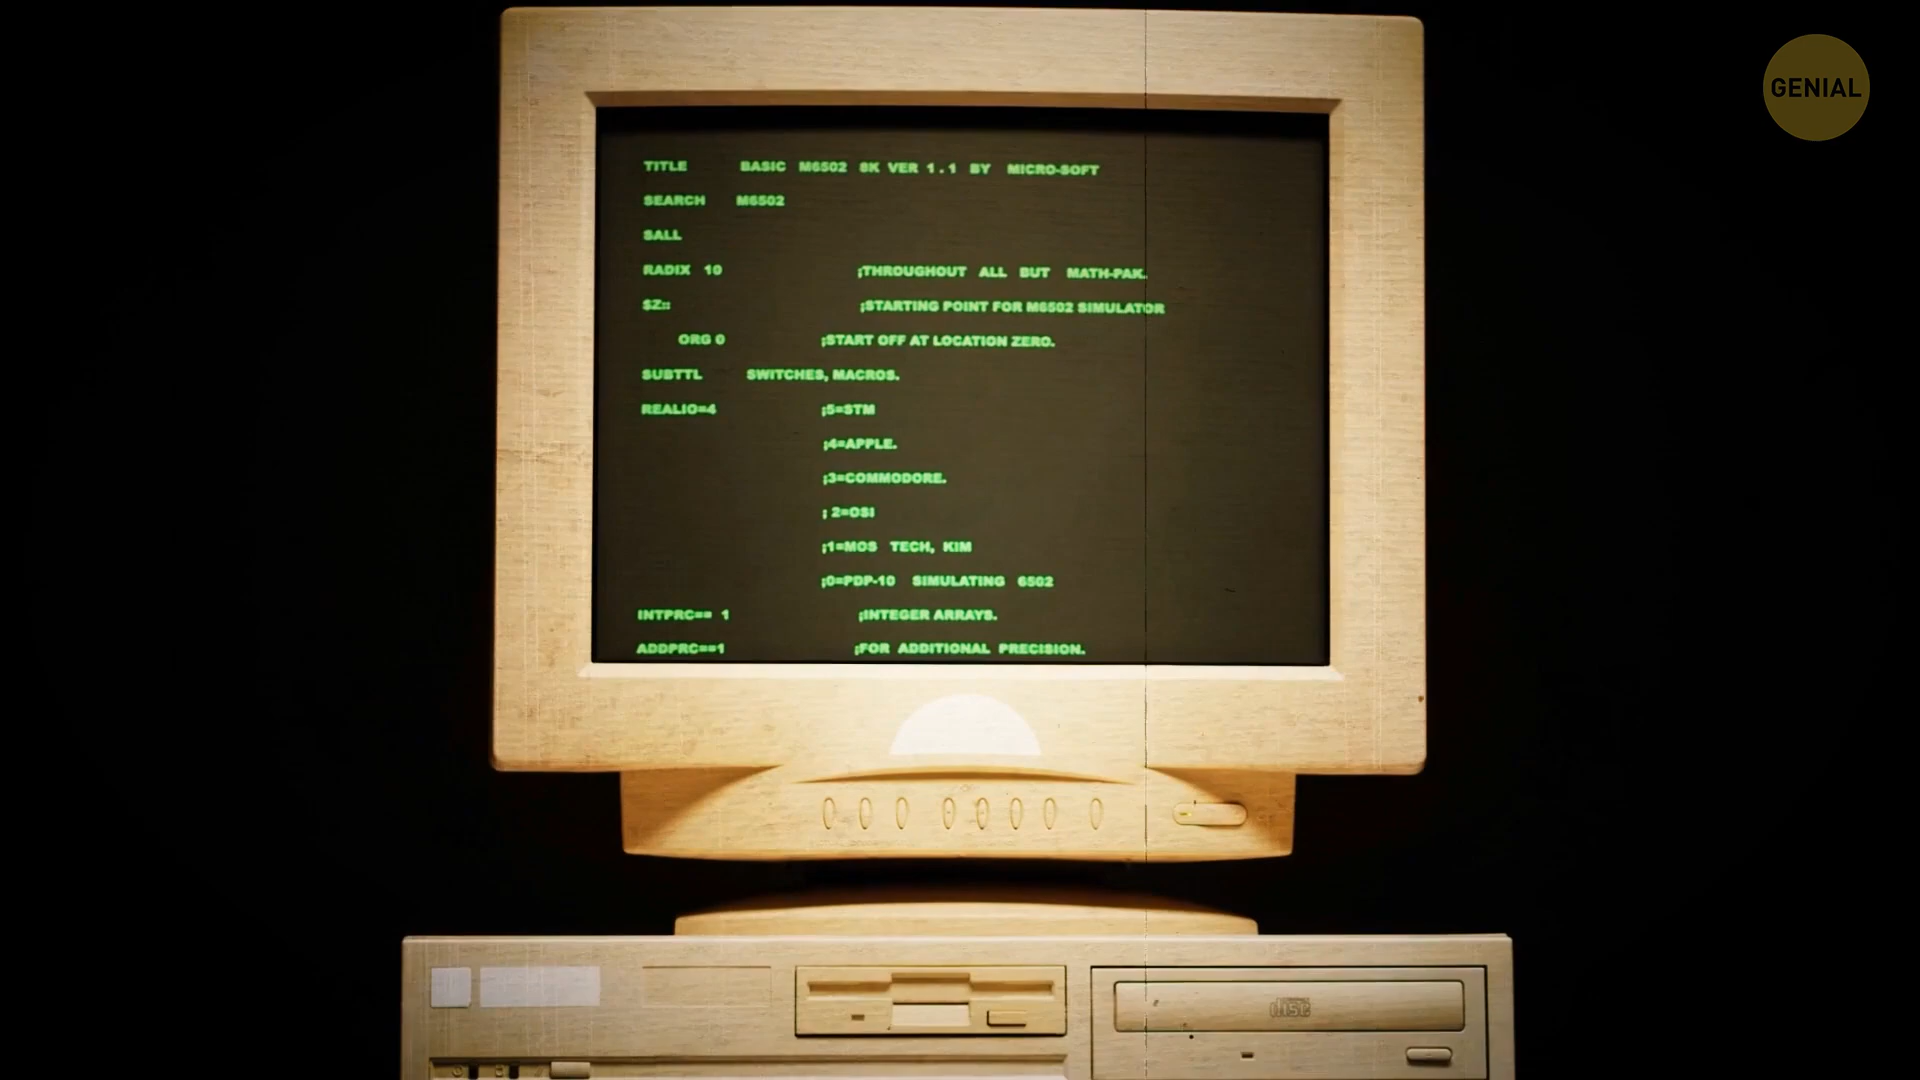 GENIAL
TITLE BASIC M6502 8K VER 1.1 BY MICRO-SOFT
SEARCH M6502
SALL
RADIX 10 ;THROUGHOUT ALL BUT MATH-PAK.
$Z:: ;STARTING POINT FOR M6502 SIMULATOR
ORG 0 ;START OFF AT LOCATION ZERO.
SUBTTL SWITCHES, MACROS.
REALIO=4 ;5=STM
;4=APPLE.
;3=COMMODORE.
; 2=OSI
;1=MOS TECH, KIM
;0=PDP-10 SIMULATING 6502
INTPRC== 1 ;INTEGER ARRAYS.
ADDPRC==1 ;FOR ADDITIONAL PRECISION.
disc